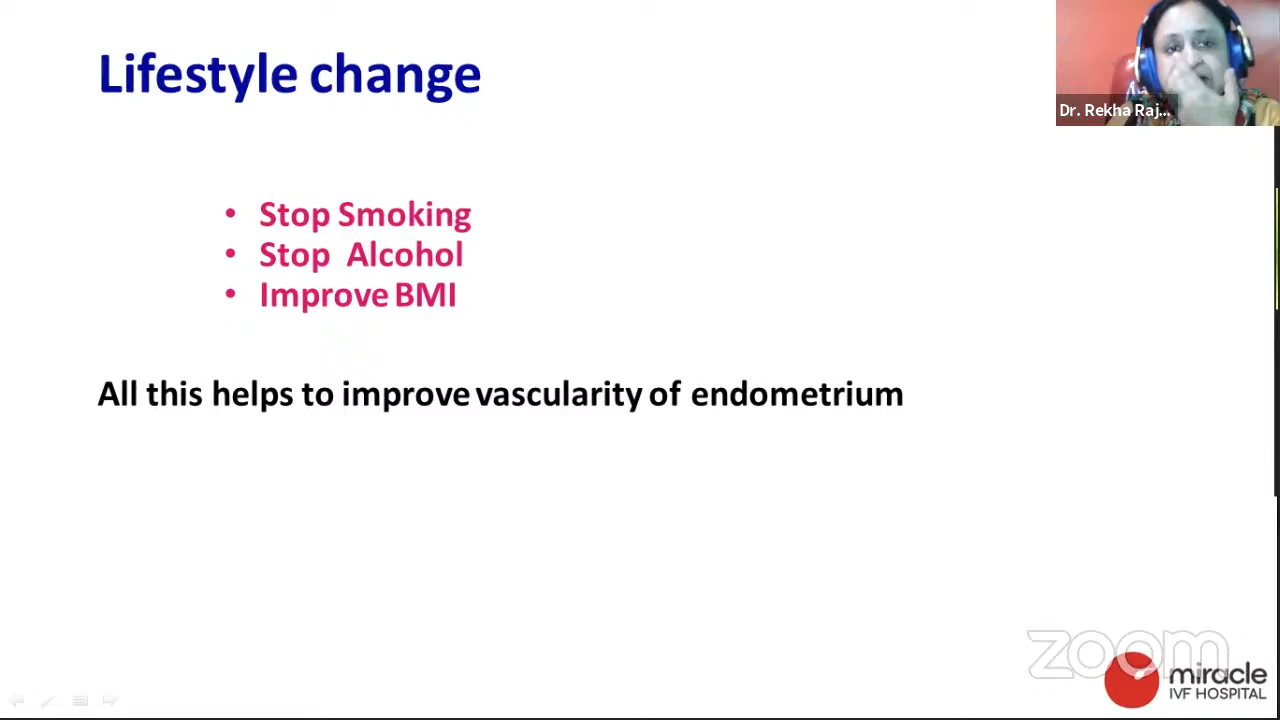 Lifestyle change
Dr. Rekha Raj...
• Stop Smoking
• Stop Alcohol
• Improve BMI
All this helps to improve vascularity of endometrium
zoom
miracle
IVF HOSPITAL